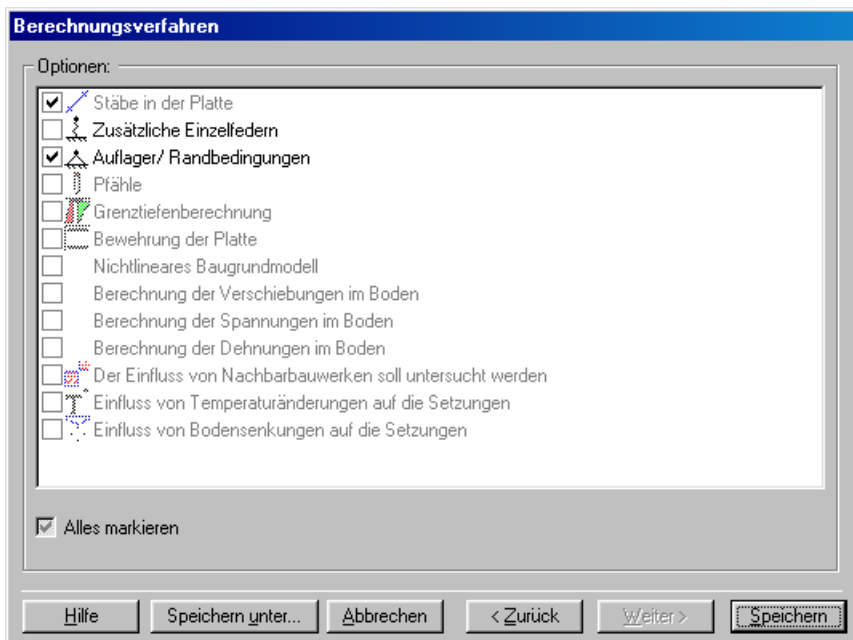 Berechnungsverfahren
Optionen:
Stäbe in der Platte
Zusätzliche Einzelfedern
Auflager/ Randbedingungen
Pfähle
Grenztiefenberechnung
Bewehrung der Platte
Nichtlineares Baugrundmodell
Berechnung der Verschiebungen im Boden
Berechnung der Spannungen im Boden
Berechnung der Dehnungen im Boden
Der Einfluss von Nachbarbauwerken soll untersucht werden
Einfluss von Temperaturänderungen auf die Setzungen
Einfluss von Bodensenkungen auf die Setzungen
Alles markieren
Hilfe Speichern unter... Abbrechen < Zurück Weiter > Speichern